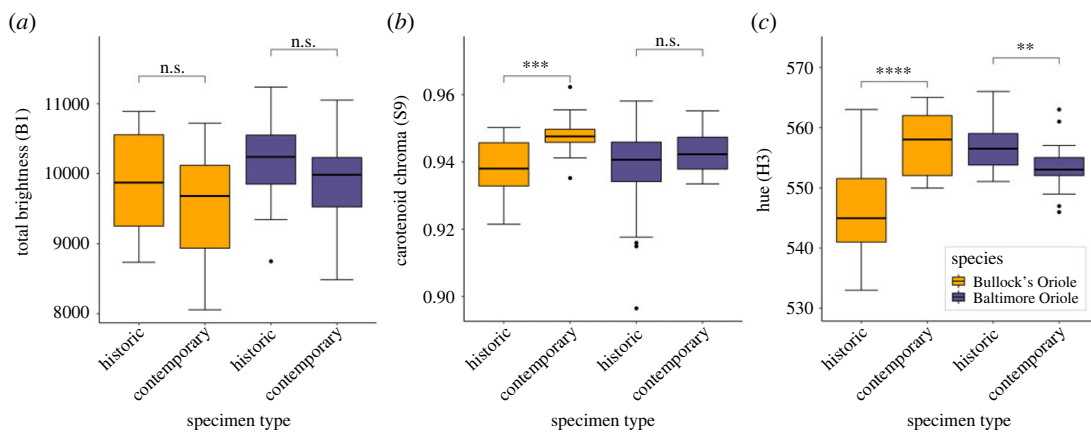 (a)
n.s.
n.s.
total brightness (B1)
11000
10000
9000
8000
historic
contemporary
historic
contemporary
specimen type
(b)
***
n.s.
carotenoid chroma (S9)
0.96
0.94
0.92
0.90
historic
contemporary
historic
contemporary
specimen type
(c)
****
**
hue (H3)
570
560
550
540
530
species
Bullock's Oriole
Baltimore Oriole
historic
contemporary
historic
contemporary
specimen type